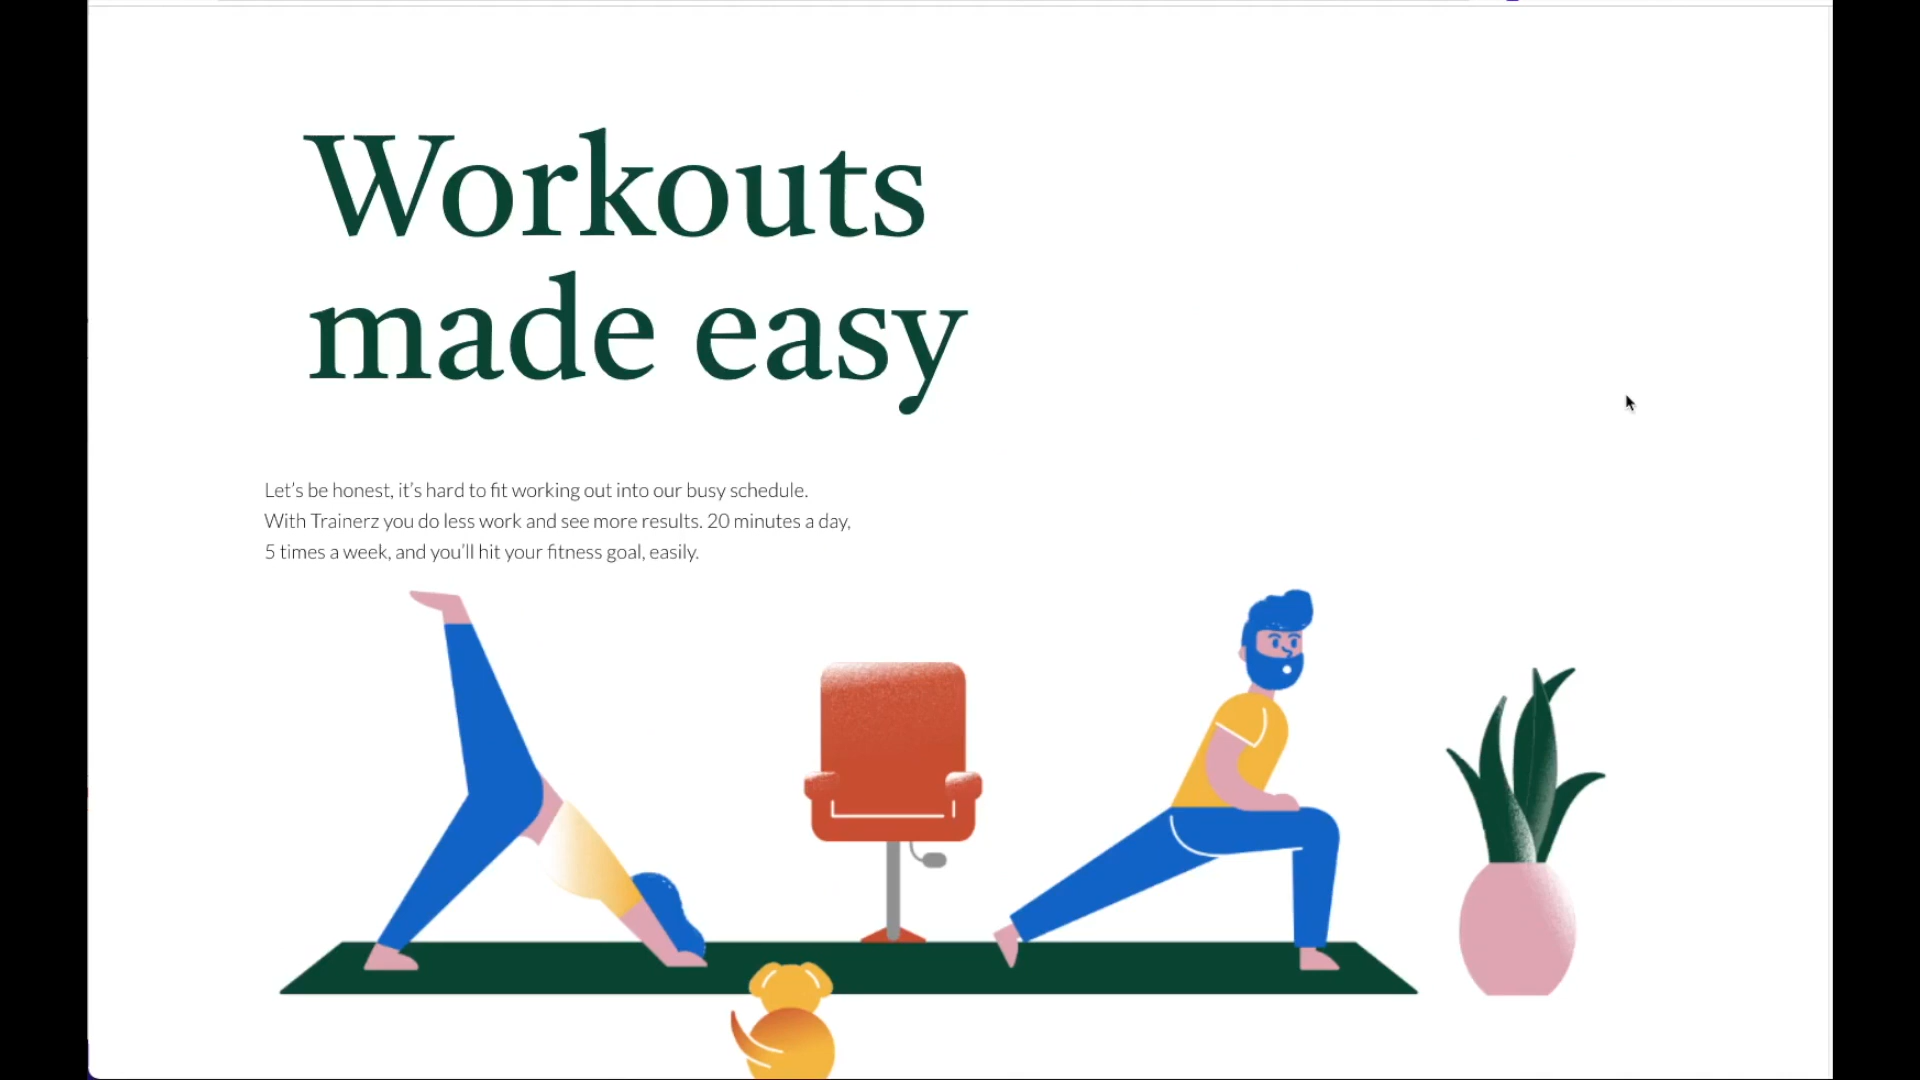 Workouts
made easy
Let's be honest, it's hard to fit working out into our busy schedule.
With Trainerz you do less work and see more results. 20 minutes a day,
5 times a week, and you'll hit your fitness goal, easily.